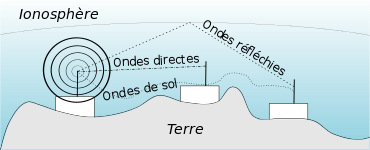 Ionosphère
Ondes réfléchies
Ondes directes
Ondes de sol
Terre